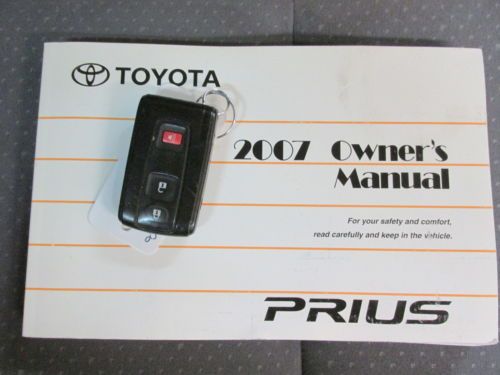 TOYOTA
2007 Owner's
Manual
For your safety and comfort,
read carefully and keep in the vehicle.
PRIUS